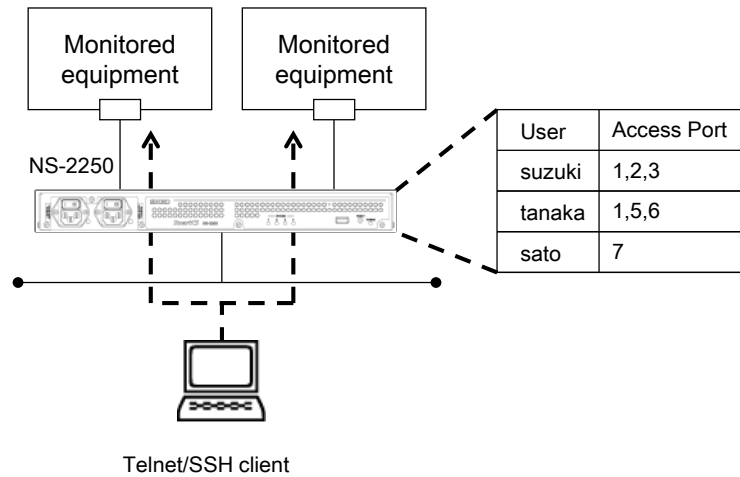 Monitored
equipment
Monitored
equipment
NS-2250
User Access Port
suzuki 1,2,3
tanaka 1,5,6
sato 7
Telnet/SSH client